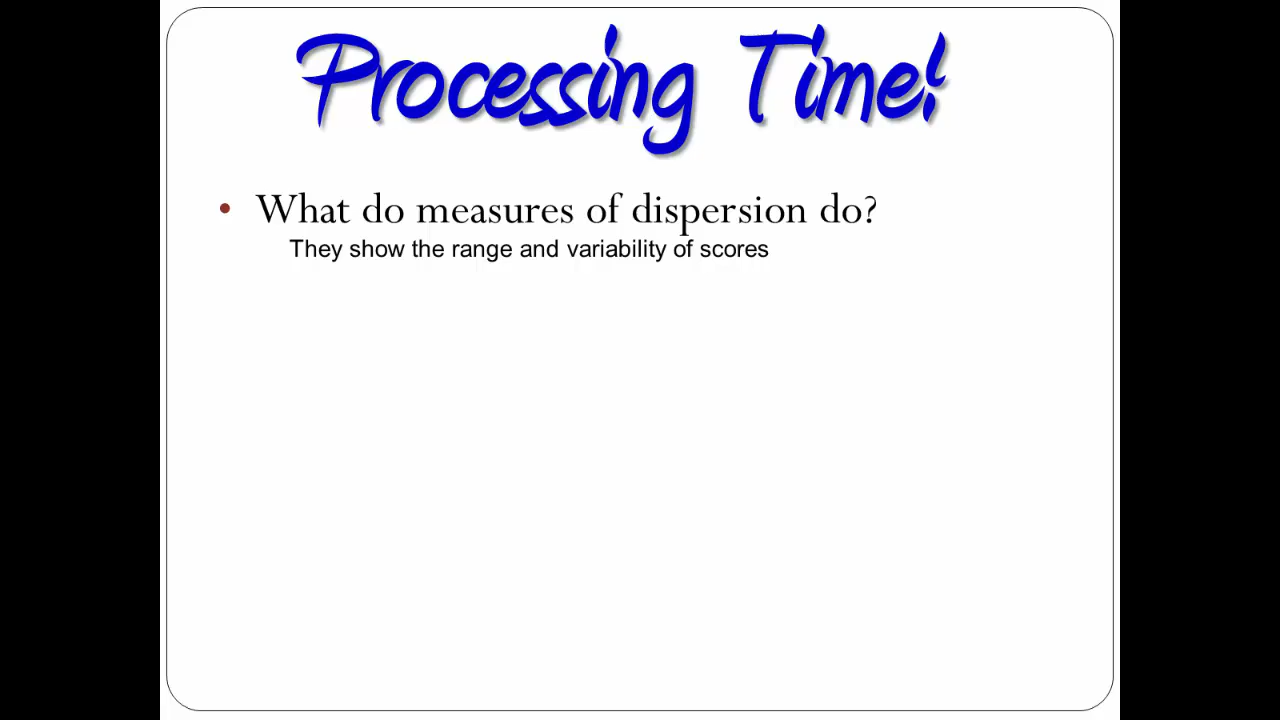 Processing Time!
• What do measures of dispersion do?
They show the range and variability of scores